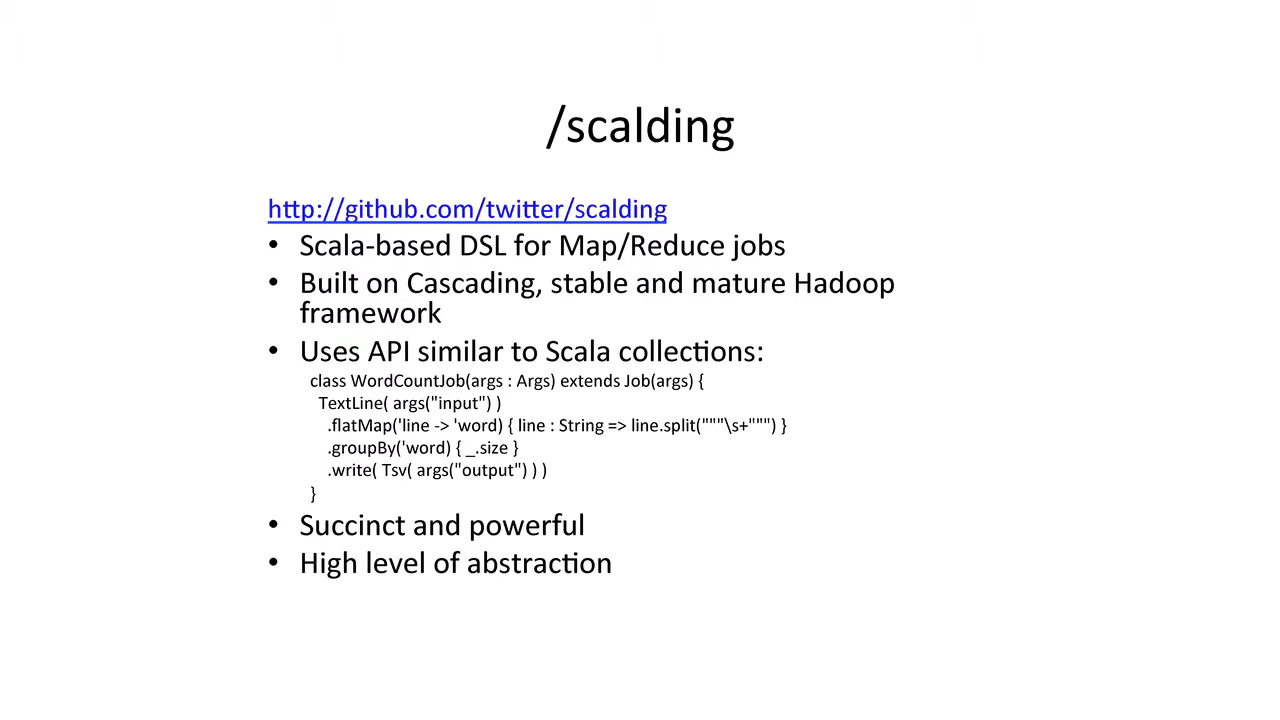 /scalding
http://github.com/twitter/scalding
• Scala-based DSL for Map/Reduce jobs
• Built on Cascading, stable and mature Hadoop
framework
• Uses API similar to Scala collections:
class WordCountJob(args : Args) extends Job(args) {
TextLine( args("input") )
.flatMap('line -> 'word) { line : String => line.split("""\s+""") }
.groupBy('word) { _.size }
.write( Tsv( args("output") ) )
}
• Succinct and powerful
• High level of abstraction